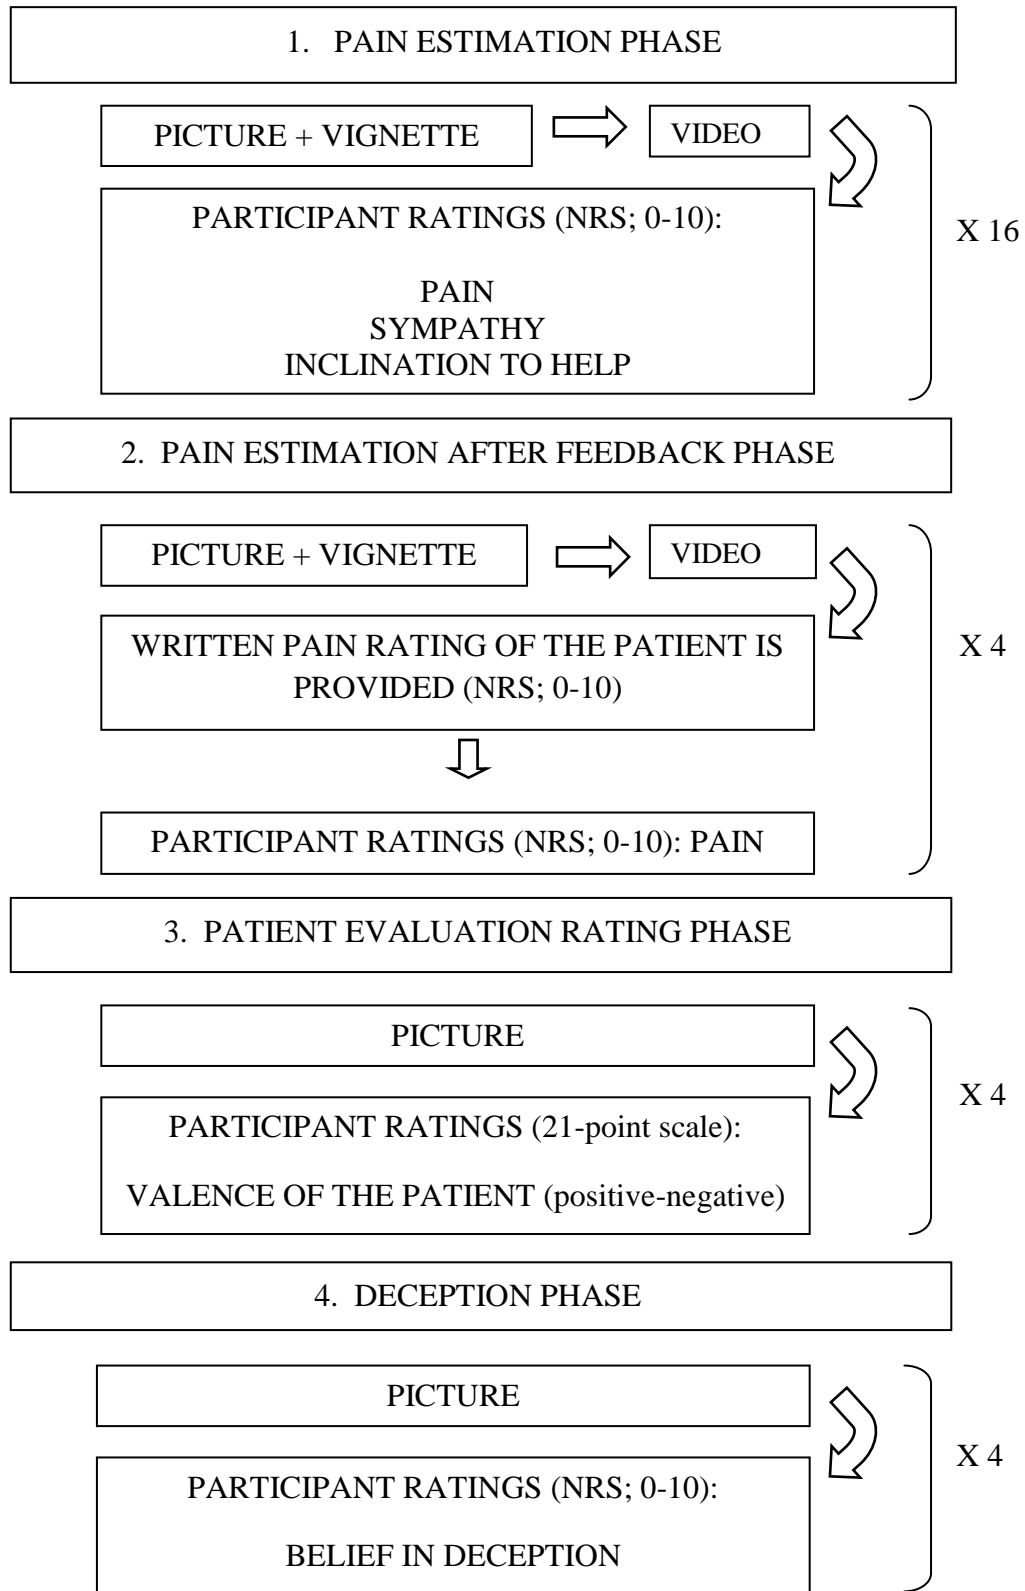 1. PAIN ESTIMATION PHASE
PICTURE + VIGNETTE
VIDEO
PARTICIPANT RATINGS (NRS; 0-10):
PAIN
SYMPATHY
INCLINATION TO HELP
X 16
2. PAIN ESTIMATION AFTER FEEDBACK PHASE
PICTURE + VIGNETTE
VIDEO
WRITTEN PAIN RATING OF THE PATIENT IS
PROVIDED (NRS; 0-10)
X 4
PARTICIPANT RATINGS (NRS; 0-10): PAIN
3. PATIENT EVALUATION RATING PHASE
PICTURE
PARTICIPANT RATINGS (21-point scale):
VALENCE OF THE PATIENT (positive-negative)
X 4
4. DECEPTION PHASE
PICTURE
PARTICIPANT RATINGS (NRS; 0-10):
BELIEF IN DECEPTION
X 4